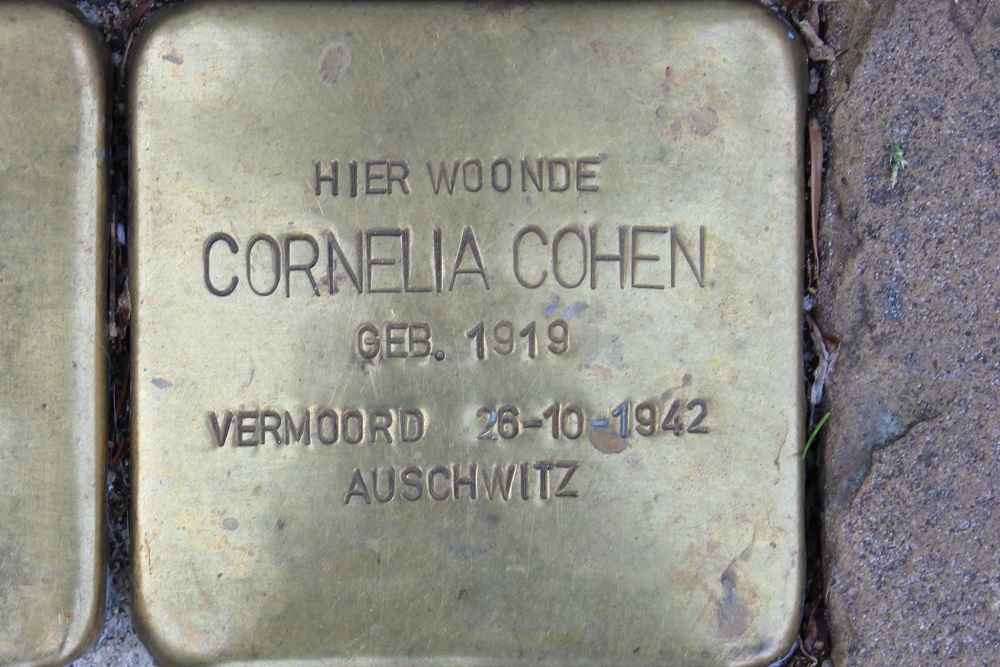 HIER WOONDE
CORNELIA COHEN
GEB. 1919
VERMOORD 26-10-1942
AUSCHWITZ